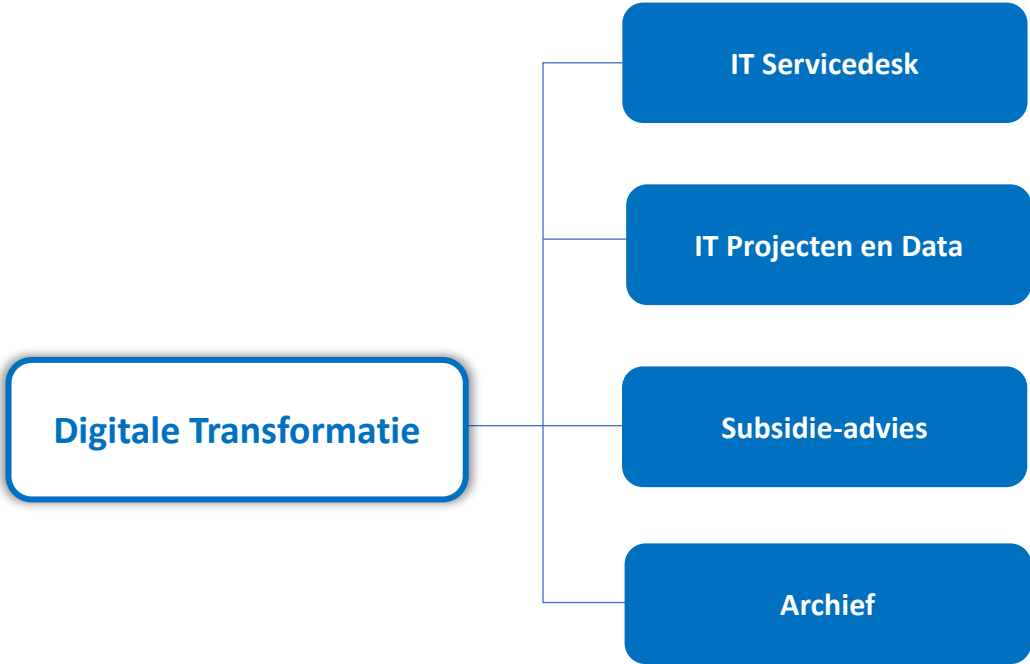 IT Servicedesk
IT Projecten en Data
Digitale Transformatie
Subsidie-advies
Archief